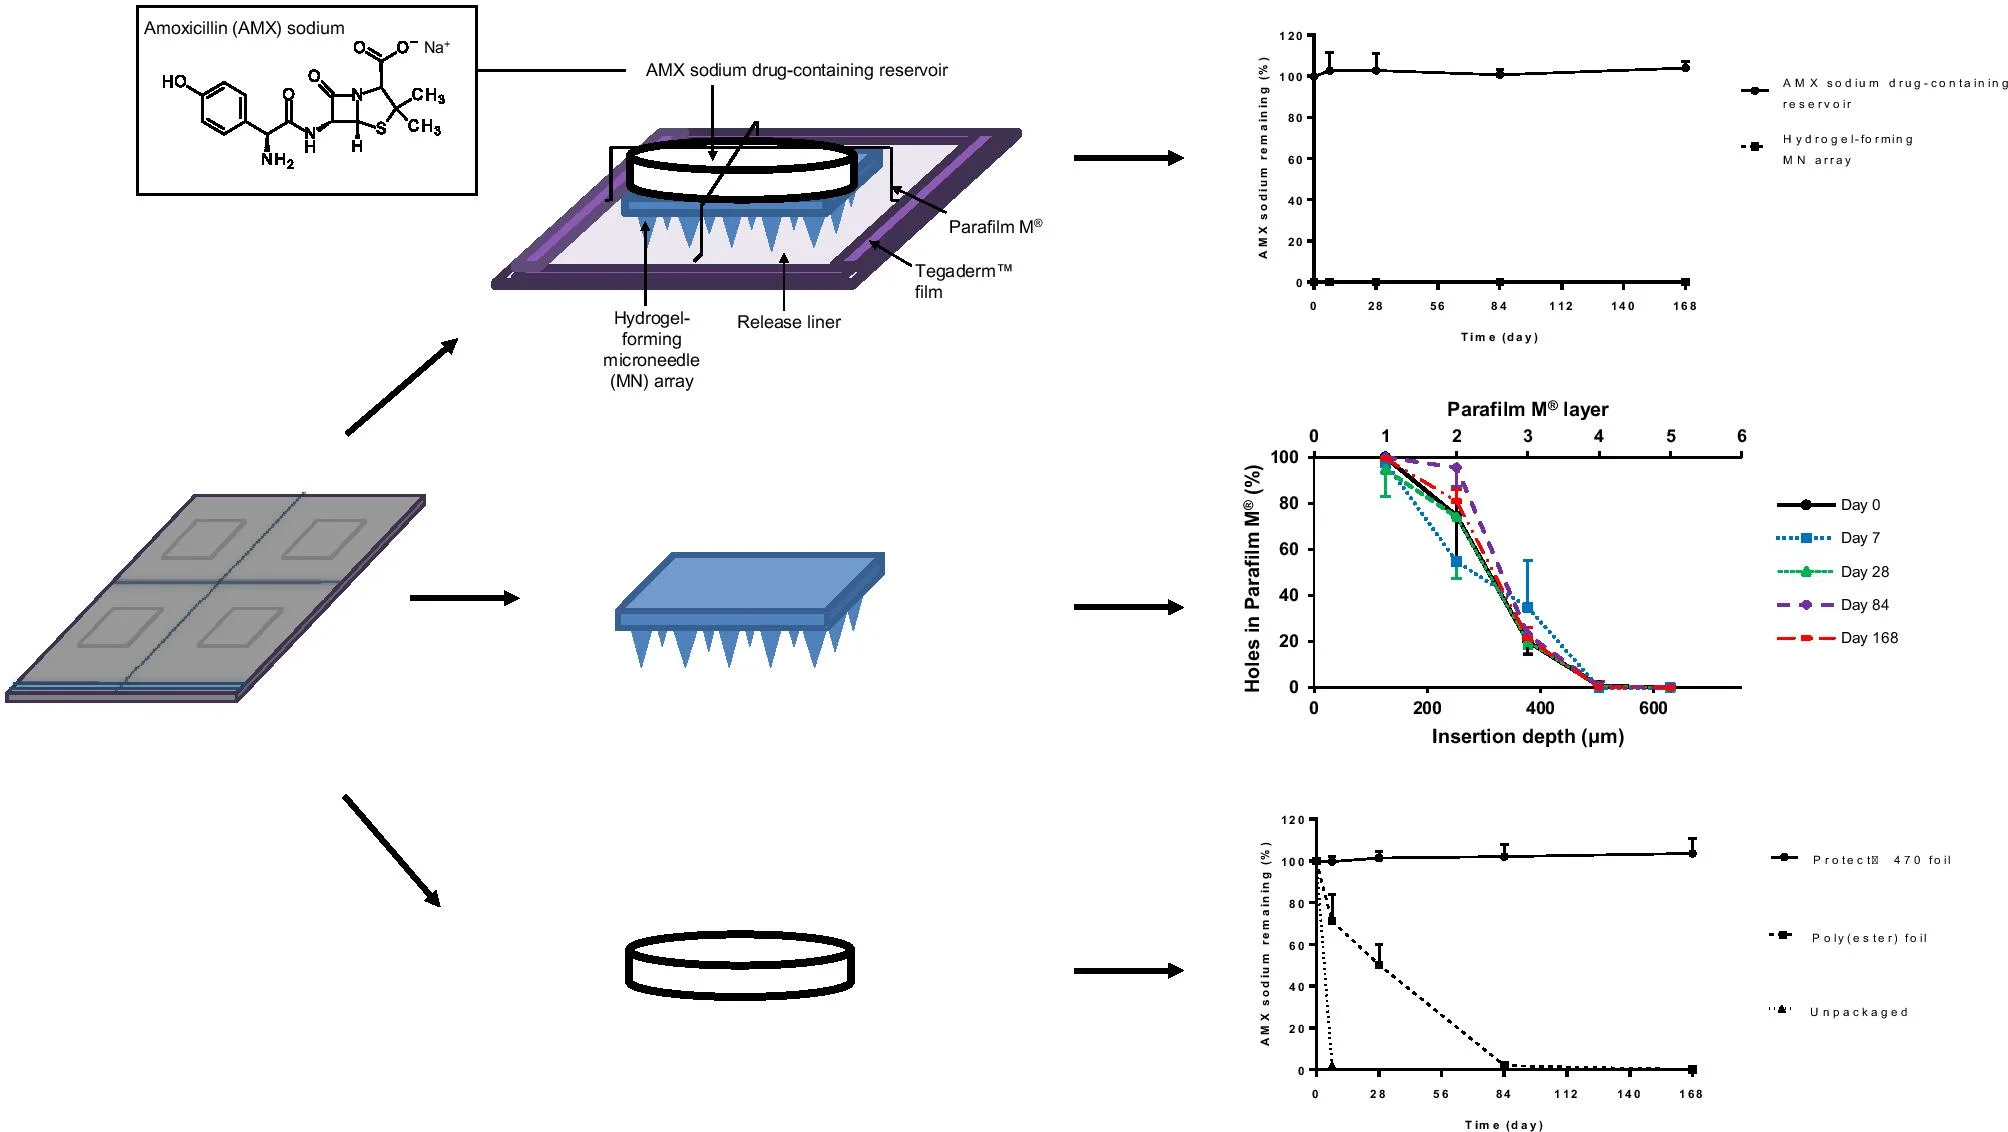 Amoxicillin (AMX) sodium
O
O⁻ Na⁺
HO
O
O
N
CH₃
CH₃
S
N
H
H
NH₂
AMX sodium drug-containing reservoir
Parafilm M®
Tegaderm™
film
Hydrogel-
forming
microneedle
(MN) array
Release liner
AMX sodium remaining (%)
120
100
80
60
40
20
0
0 28 56 84 112 140 168
Time (day)
AMX sodium drug-containing
reservoir
Hydrogel-forming
MN array
Parafilm M® layer
0 1 2 3 4 5 6
Holes in Parafilm M® (%)
100
80
60
40
20
0
0 200 400 600
Insertion depth (µm)
Day 0
Day 7
Day 28
Day 84
Day 168
AMX sodium remaining (%)
120
100
80
60
40
20
0
0 28 56 84 112 140 168
Time (day)
Protect 470 foil
Poly(ester) foil
Unpackaged